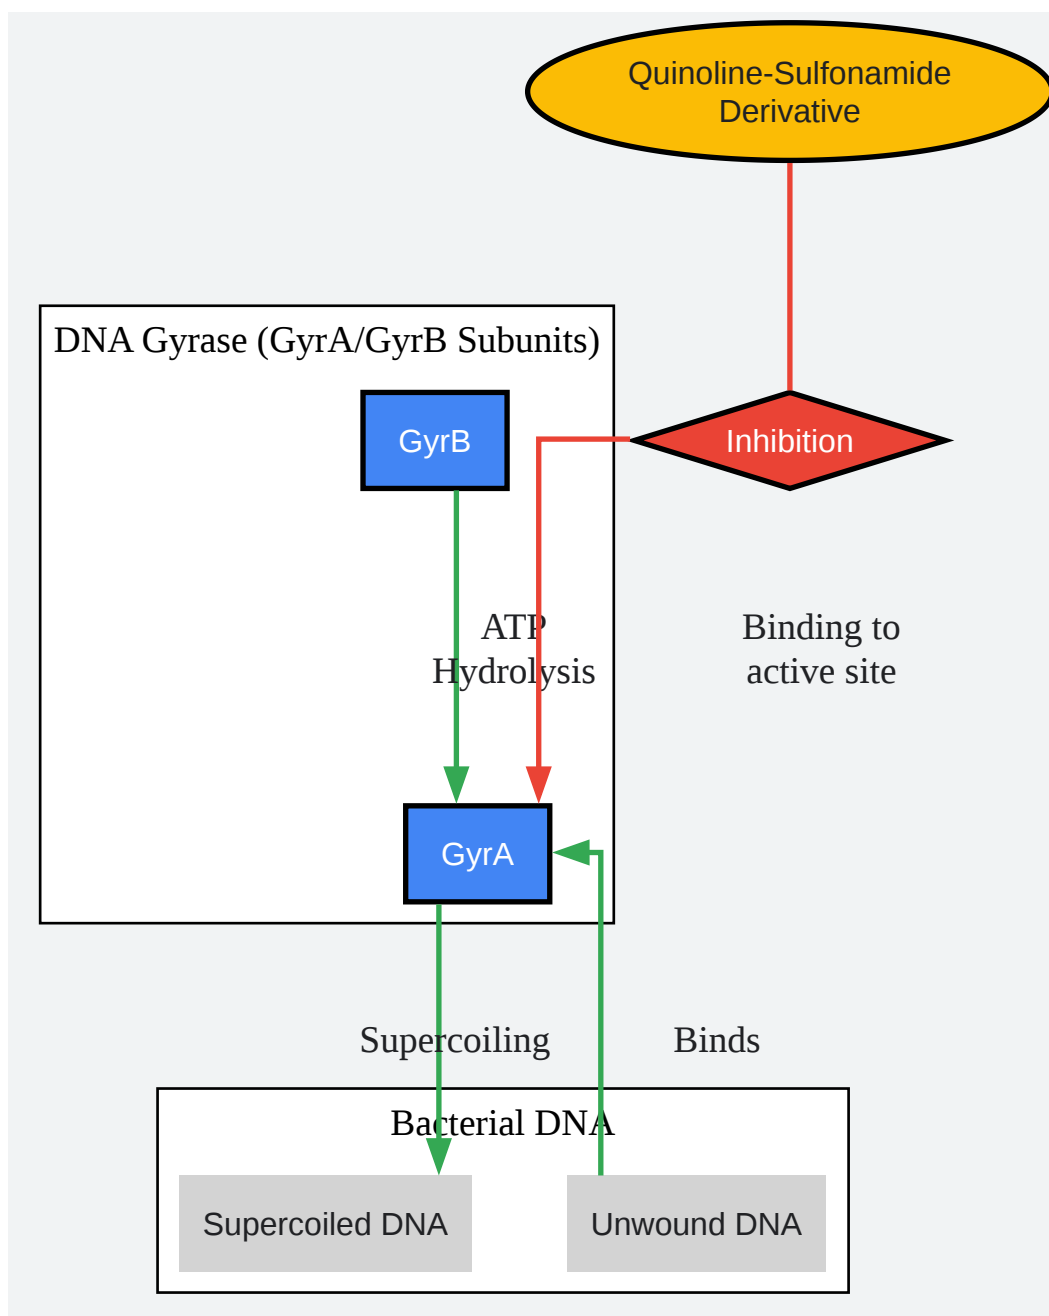 Quinoline-Sulfonamide
Derivative
DNA Gyrase (GyrA/GyrB Subunits)
GyrB
Inhibition
ATP
Hydrolysis
Binding to
active site
GyrA
Supercoiling
Binds
Bacterial DNA
Supercoiled DNA
Unwound DNA